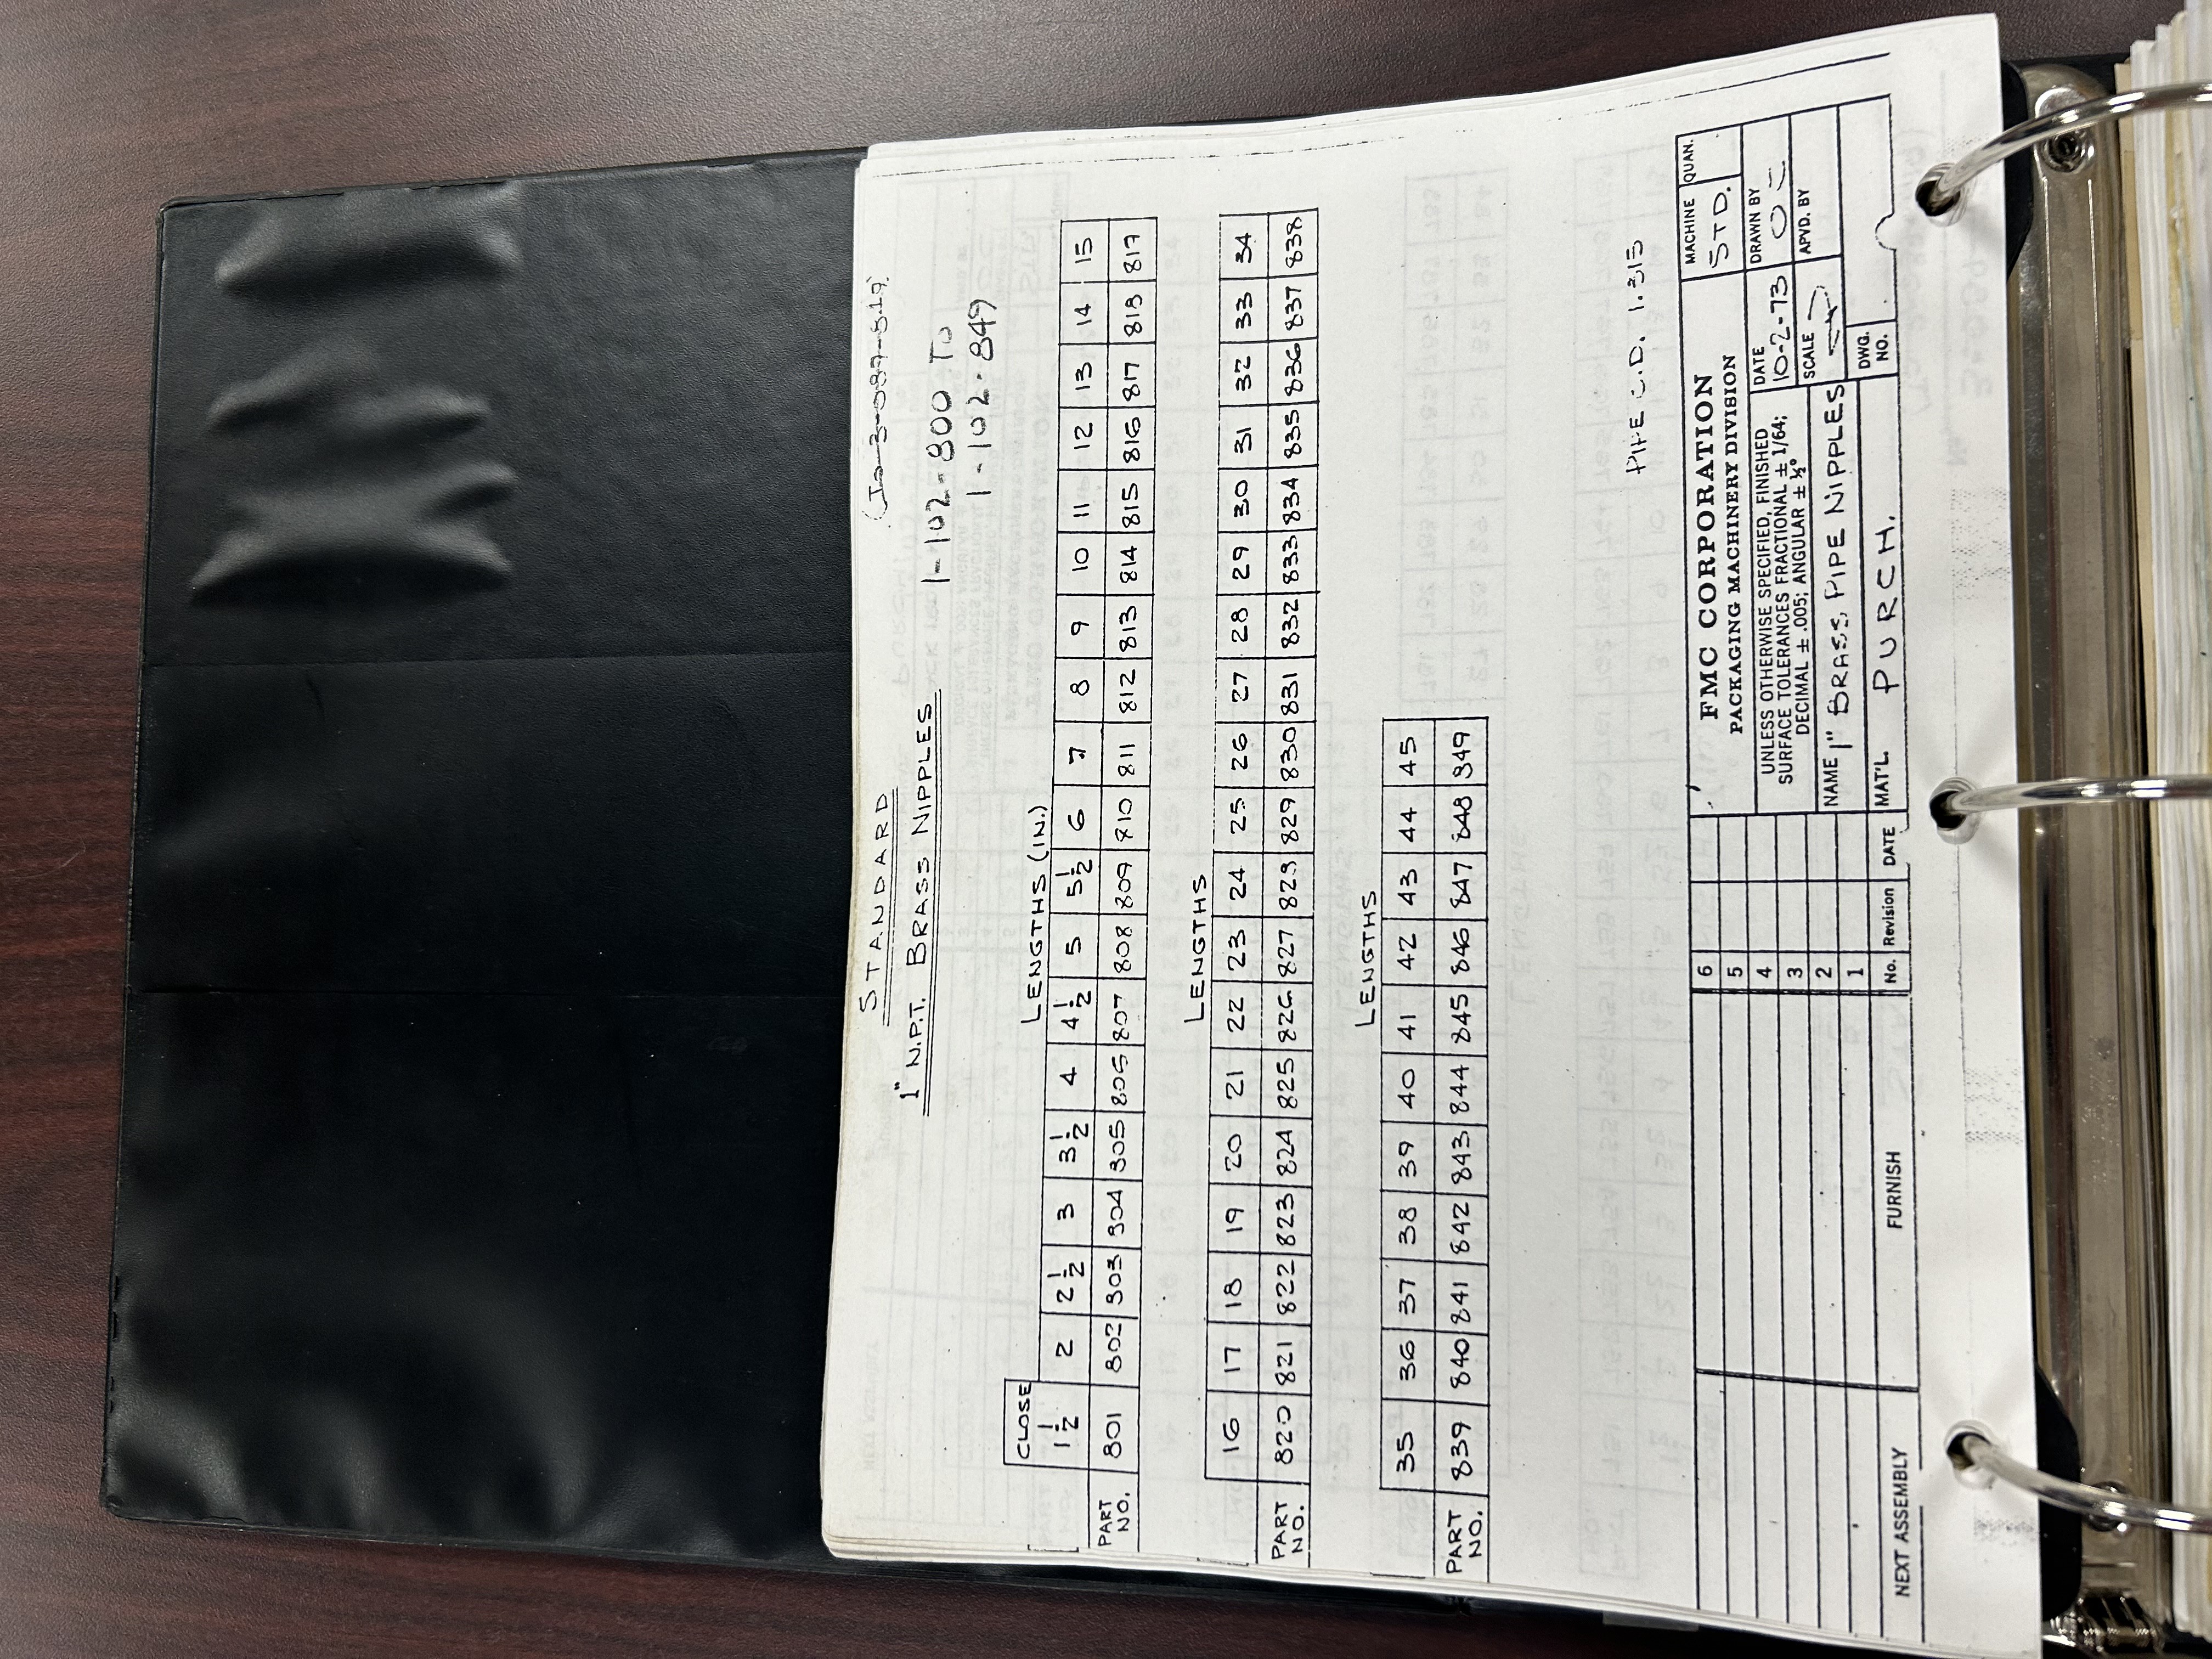 STANDARD
1" N.P.T. BRASS NIPPLES
1-102-800 TO
1-102-849
CLOSE
LENGTHS (IN.)
1 1/2 2 2 1/2 3 3 1/2 4 4 1/2 5 5 1/2 6 7 8 9 10 11 12 13 14 15
PART NO. 801 802 803 804 805 806 807 808 809 810 811 812 813 814 815 816 817 818 819
LENGTHS
16 17 18 19 20 21 22 23 24 25 26 27 28 29 30 31 32 33 34
PART NO. 820 821 822 823 824 825 826 827 828 829 830 831 832 833 834 835 836 837 838
LENGTHS
35 36 37 38 39 40 41 42 43 44 45
PART NO. 839 840 841 842 843 844 845 846 847 848 849
PIPE O.D. 1.315
6
5
4
3
2
1
NEXT ASSEMBLY
FURNISH
No. Revision DATE
FMC CORPORATION
PACKAGING MACHINERY DIVISION
MACHINE
STD.
QUAN.
UNLESS OTHERWISE SPECIFIED, FINISHED
SURFACE TOLERANCES FRACTIONAL ± 1/64;
DECIMAL ± .005; ANGULAR ± ½°
DATE
10-2-73
DRAWN BY
SCALE
APVD. BY
NAME 1" BRASS PIPE NIPPLES
MAT'L. PURCH.
DWG.
NO.